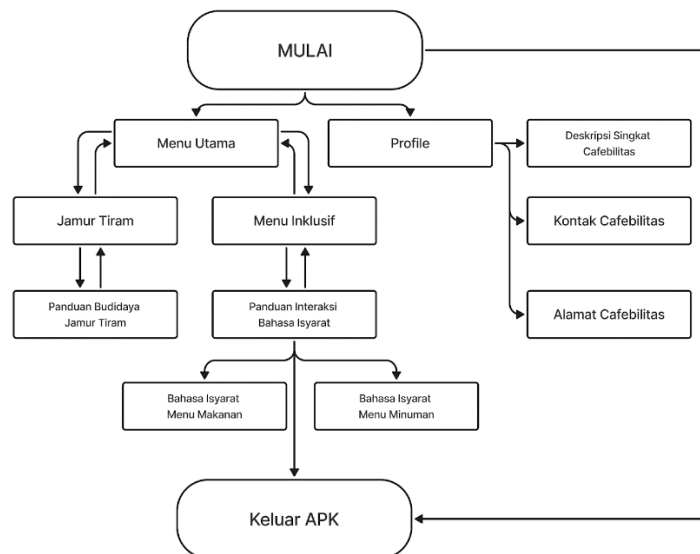 MULAI
Menu Utama
Profile
Deskripsi Singkat
Cafebilitas
Jamur Tiram
Menu Inklusif
Kontak Cafebilitas
Panduan Budidaya
Jamur Tiram
Panduan Interaksi
Bahasa Isyarat
Alamat Cafebilitas
Bahasa Isyarat
Menu Makanan
Bahasa Isyarat
Menu Minuman
Keluar APK